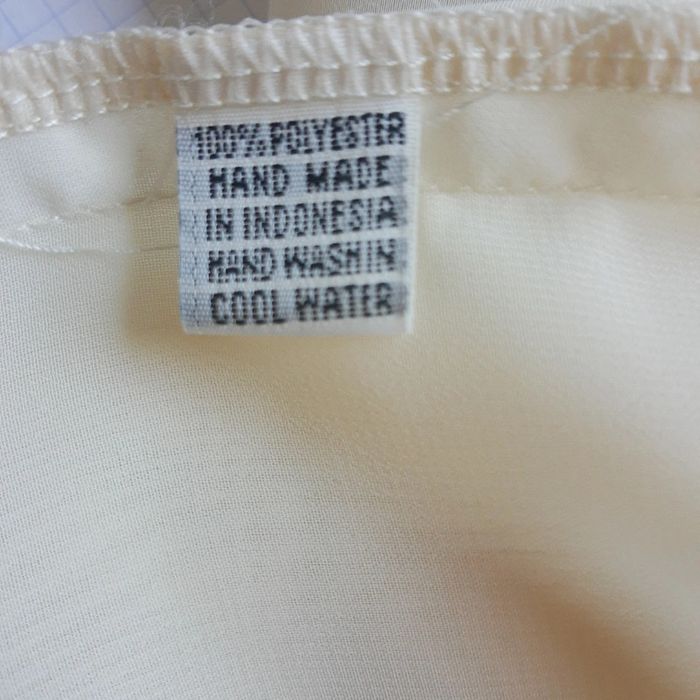 100% POLYESTER
HAND MADE
IN INDONESIA
HAND WASH IN
COOL WATER